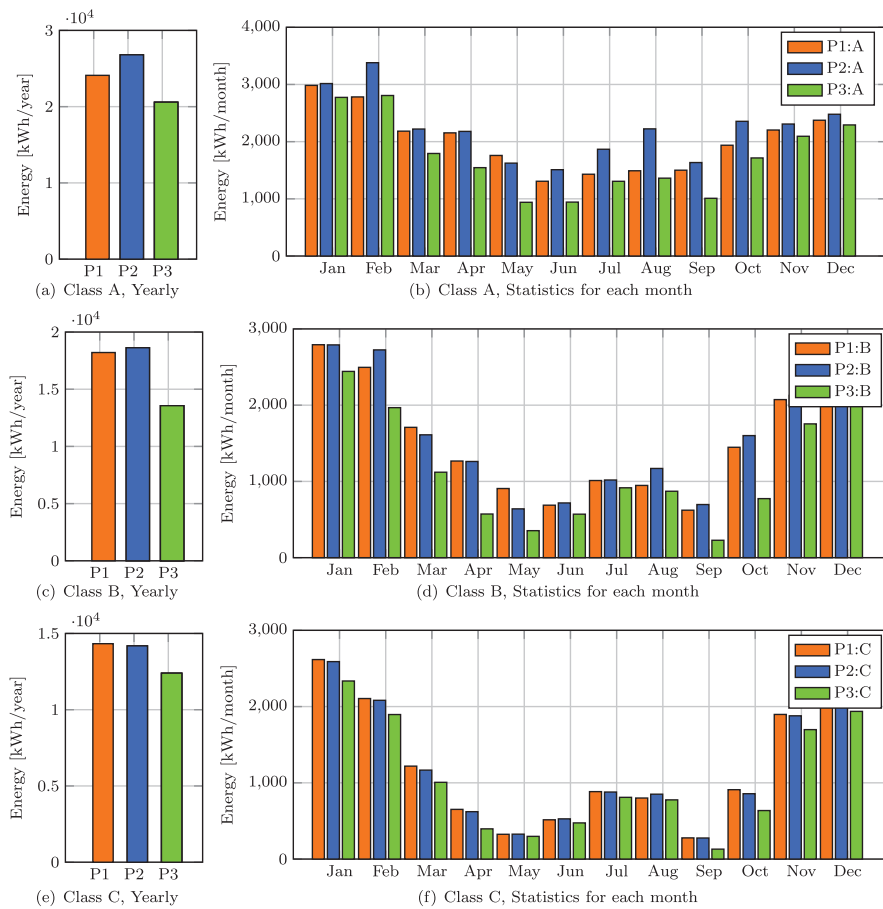 ·10⁴
3
2
1
0
Energy [kWh/year]
P1 P2 P3
(a) Class A, Yearly
4,000
3,000
2,000
1,000
0
Energy [kWh/month]
P1:A
P2:A
P3:A
Jan Feb Mar Apr May Jun Jul Aug Sep Oct Nov Dec
(b) Class A, Statistics for each month
·10⁴
2
1.5
1
0.5
0
Energy [kWh/year]
P1 P2 P3
(c) Class B, Yearly
3,000
2,000
1,000
0
Energy [kWh/month]
P1:B
P2:B
P3:B
Jan Feb Mar Apr May Jun Jul Aug Sep Oct Nov Dec
(d) Class B, Statistics for each month
·10⁴
1.5
1
0.5
0
Energy [kWh/year]
P1 P2 P3
(e) Class C, Yearly
3,000
2,000
1,000
0
Energy [kWh/month]
P1:C
P2:C
P3:C
Jan Feb Mar Apr May Jun Jul Aug Sep Oct Nov Dec
(f) Class C, Statistics for each month